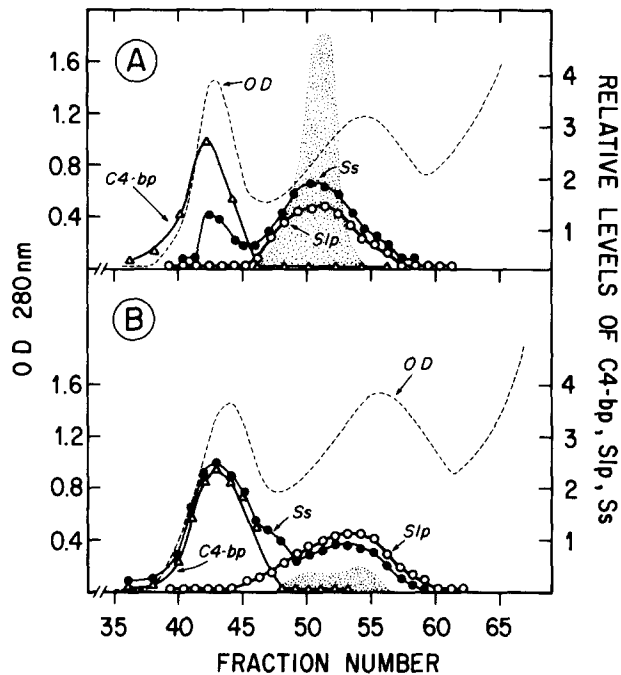 A
OD
C4-bp
Ss
Slp
1.6
1.2
0.8
0.4
4
3
2
1
B
OD
Ss
Slp
C4-bp
1.6
1.2
0.8
0.4
4
3
2
1
OD 280nm
RELATIVE LEVELS OF C4-bp, Slp, Ss
35 40 45 50 55 60 65
FRACTION NUMBER